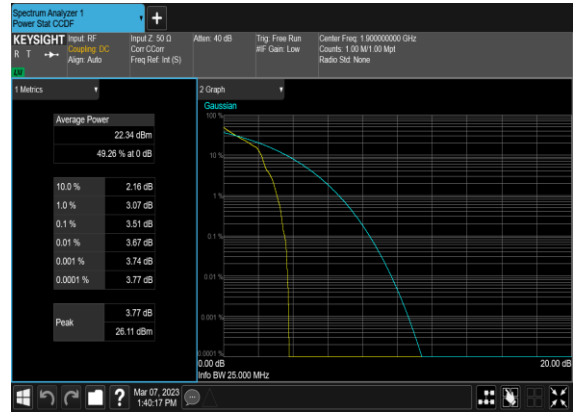 Spectrum Analyzer 1
Power Stat CCDF
KEYSIGHT
R T
LXI
Input: RF
Coupling: DC
Align: Auto
Input Z: 50 Ω
Corr CCorr
Freq Ref: Int (S)
Atten: 40 dB
Trig: Free Run
#IF Gain: Low
Center Freq: 1.900000000 GHz
Counts: 1.00 M/1.00 Mpt
Radio Std: None
1 Metrics
Average Power
22.34 dBm
49.26 % at 0 dB
10.0 % 2.16 dB
1.0 % 3.07 dB
0.1 % 3.51 dB
0.01 % 3.67 dB
0.001 % 3.74 dB
0.0001 % 3.77 dB
Peak
3.77 dB
26.11 dBm
2 Graph
Gaussian
100 %
10 %
1 %
0.1 %
0.01 %
0.001 %
0.0001 %
0.00 dB
20.00 dB
Info BW 25.000 MHz
?
Mar 07, 2023
1:40:17 PM